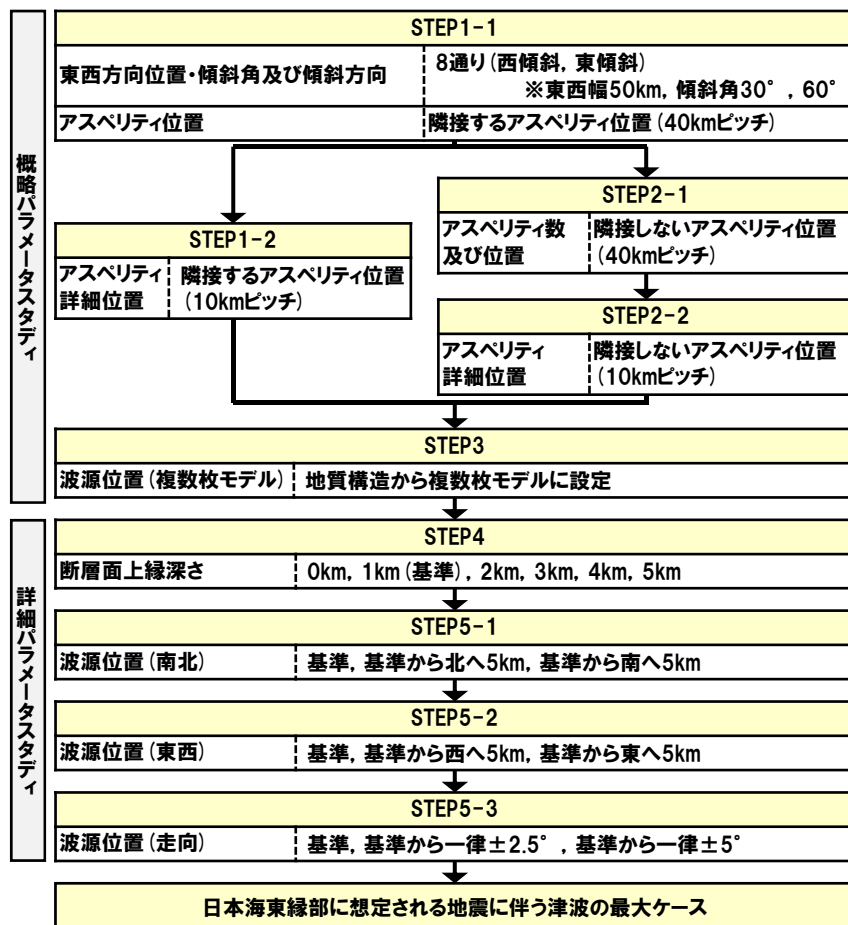 概略パラメータスタディ
STEP1-1
東西方向位置・傾斜角及び傾斜方向
8通り(西傾斜, 東傾斜)
※東西幅50km, 傾斜角30°, 60°
アスペリティ位置
隣接するアスペリティ位置(40kmピッチ)
STEP1-2
アスペリティ
詳細位置
隣接するアスペリティ位置
(10kmピッチ)
STEP2-1
アスペリティ数
及び位置
隣接しないアスペリティ位置
(40kmピッチ)
STEP2-2
アスペリティ
詳細位置
隣接しないアスペリティ位置
(10kmピッチ)
STEP3
波源位置(複数枚モデル)
地質構造から複数枚モデルに設定
詳細パラメータスタディ
STEP4
断層面上縁深さ
0km, 1km(基準), 2km, 3km, 4km, 5km
STEP5-1
波源位置(南北)
基準, 基準から北へ5km, 基準から南へ5km
STEP5-2
波源位置(東西)
基準, 基準から西へ5km, 基準から東へ5km
STEP5-3
波源位置(走向)
基準, 基準から一律±2.5°, 基準から一律±5°
日本海東縁部に想定される地震に伴う津波の最大ケース